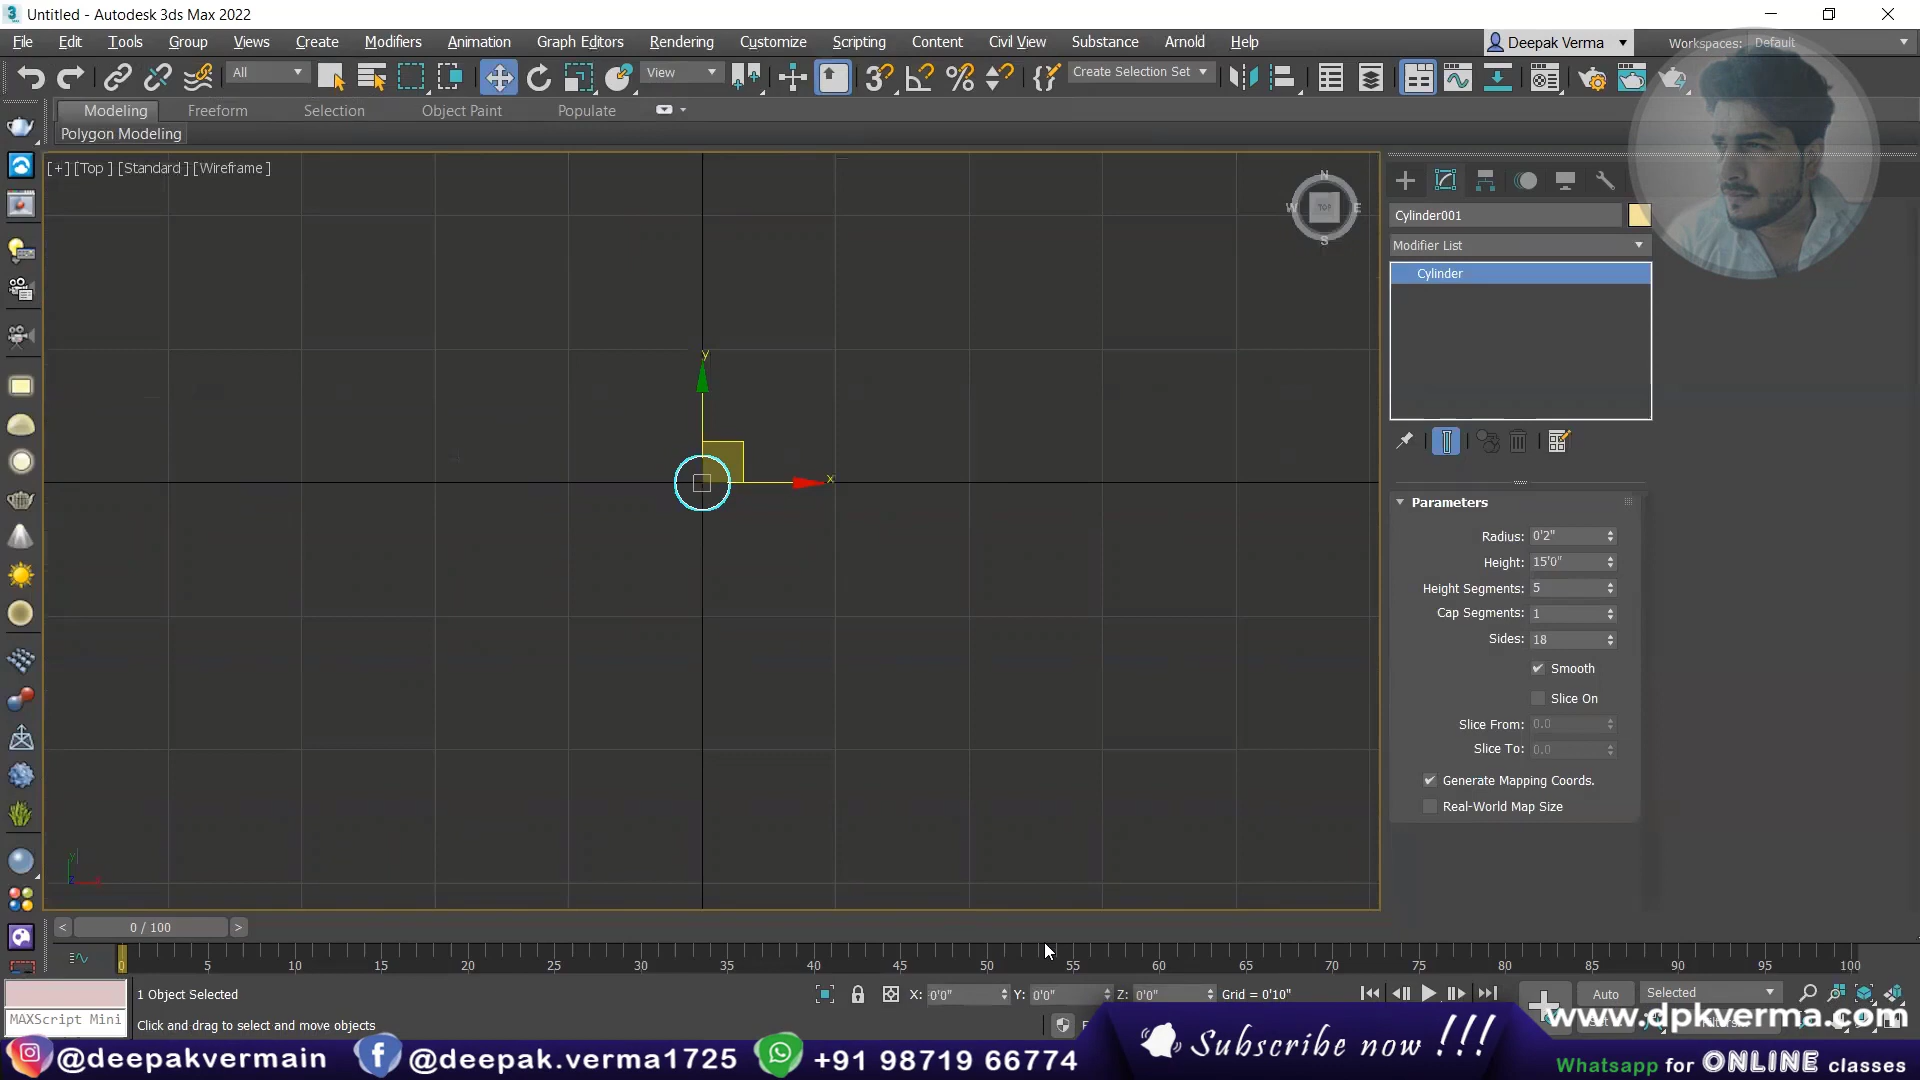 Untitled - Autodesk 3ds Max 2022
File Edit Tools Group Views Create Modifiers Animation Graph Editors Rendering Customize Scripting Content Civil View Substance Arnold Help Deepak Verma Workspaces: Default
All View Create Selection Set
Modeling Freeform Selection Object Paint Populate
Polygon Modeling
[+] [Top ] [Standard ] [Wireframe ]
N
W TOP E
S
Cylinder001
Modifier List
Cylinder
y
x
Parameters
Radius: 0'2"
Height: 15'0"
Height Segments: 5
Cap Segments: 1
Sides: 18
Smooth
Slice On
Slice From: 0.0
Slice To: 0.0
Generate Mapping Coords.
Real-World Map Size
< 0 / 100 >
0 5 10 15 20 25 30 35 40 45 50 55 60 65 70 75 80 85 90 95 100
1 Object Selected X: -0'0" Y: 0'0" Z: 0'0" Grid = 0'10" Auto Selected
MAXScript Mini
Click and drag to select and move objects
www.dpkverma.com
@deepakvermain @deepak.verma1725 +91 98719 66774 Subscribe now !!!
Whatsapp for ONLINE classes